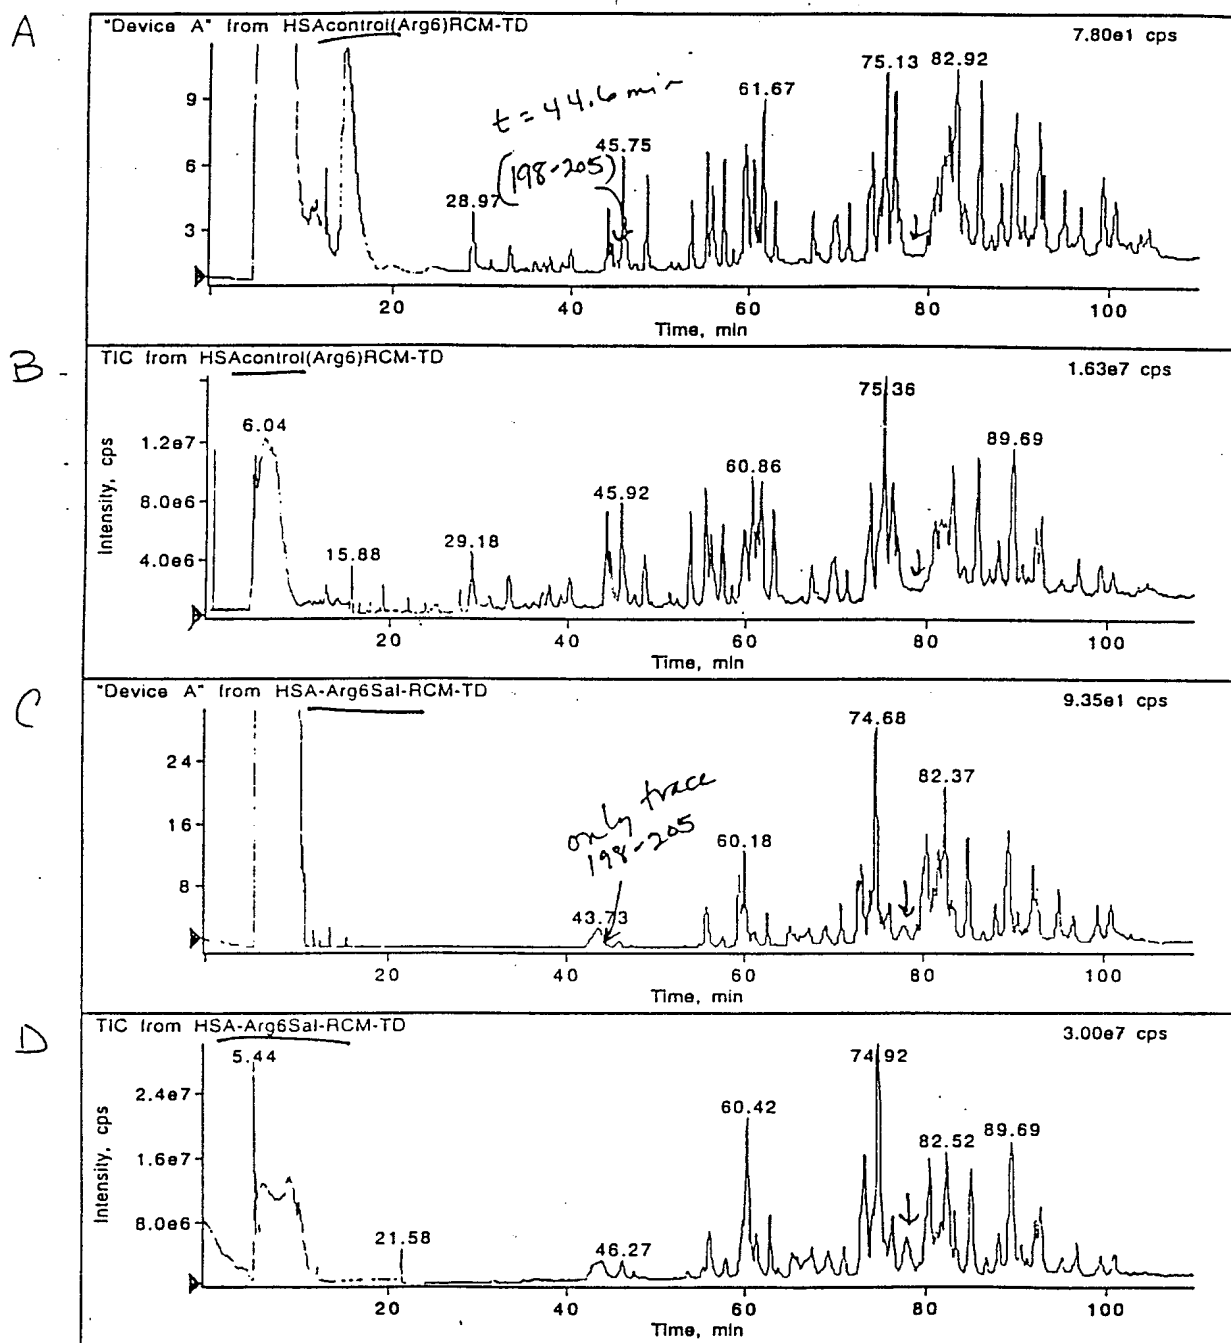 A
"Device A" from HSAcontrol(Arg6)RCM-TD
7.80e1 cps
t = 44.6 min
(198-205)
9
6
3
28.97
45.75
61.67
75.13
82.92
20
40
60
80
100
Time, min
B
TIC from HSAcontrol(Arg6)RCM-TD
1.63e7 cps
Intensity, cps
1.2e7
8.0e6
4.0e6
6.04
15.88
29.18
45.92
60.86
75.36
89.69
20
40
60
80
100
Time, min
C
"Device A" from HSA-Arg6Sal-RCM-TD
9.35e1 cps
24
16
8
only trace
198-205
43.73
60.18
74.68
82.37
20
40
60
80
100
Time, min
D
TIC from HSA-Arg6Sal-RCM-TD
3.00e7 cps
Intensity, cps
2.4e7
1.6e7
8.0e6
5.44
21.58
46.27
60.42
74.92
82.52
89.69
20
40
60
80
100
Time, min